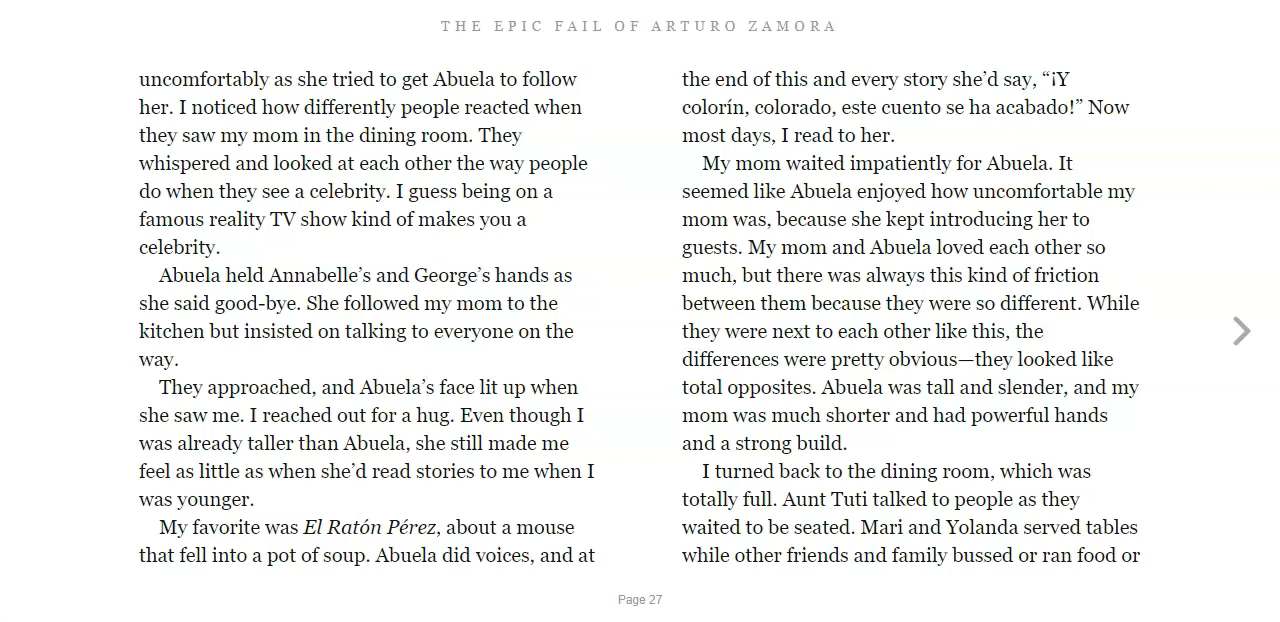 THE EPIC FAIL OF ARTURO ZAMORA
uncomfortably as she tried to get Abuela to follow
her. I noticed how differently people reacted when
they saw my mom in the dining room. They
whispered and looked at each other the way people
do when they see a celebrity. I guess being on a
famous reality TV show kind of makes you a
celebrity.
Abuela held Annabelle’s and George’s hands as
she said good-bye. She followed my mom to the
kitchen but insisted on talking to everyone on the
way.
They approached, and Abuela’s face lit up when
she saw me. I reached out for a hug. Even though I
was already taller than Abuela, she still made me
feel as little as when she’d read stories to me when I
was younger.
My favorite was El Ratón Pérez, about a mouse
that fell into a pot of soup. Abuela did voices, and at
the end of this and every story she’d say, “¡Y
colorín, colorado, este cuento se ha acabado!” Now
most days, I read to her.
My mom waited impatiently for Abuela. It
seemed like Abuela enjoyed how uncomfortable my
mom was, because she kept introducing her to
guests. My mom and Abuela loved each other so
much, but there was always this kind of friction
between them because they were so different. While
they were next to each other like this, the
differences were pretty obvious—they looked like
total opposites. Abuela was tall and slender, and my
mom was much shorter and had powerful hands
and a strong build.
I turned back to the dining room, which was
totally full. Aunt Tuti talked to people as they
waited to be seated. Mari and Yolanda served tables
while other friends and family bussed or ran food or
Page 27